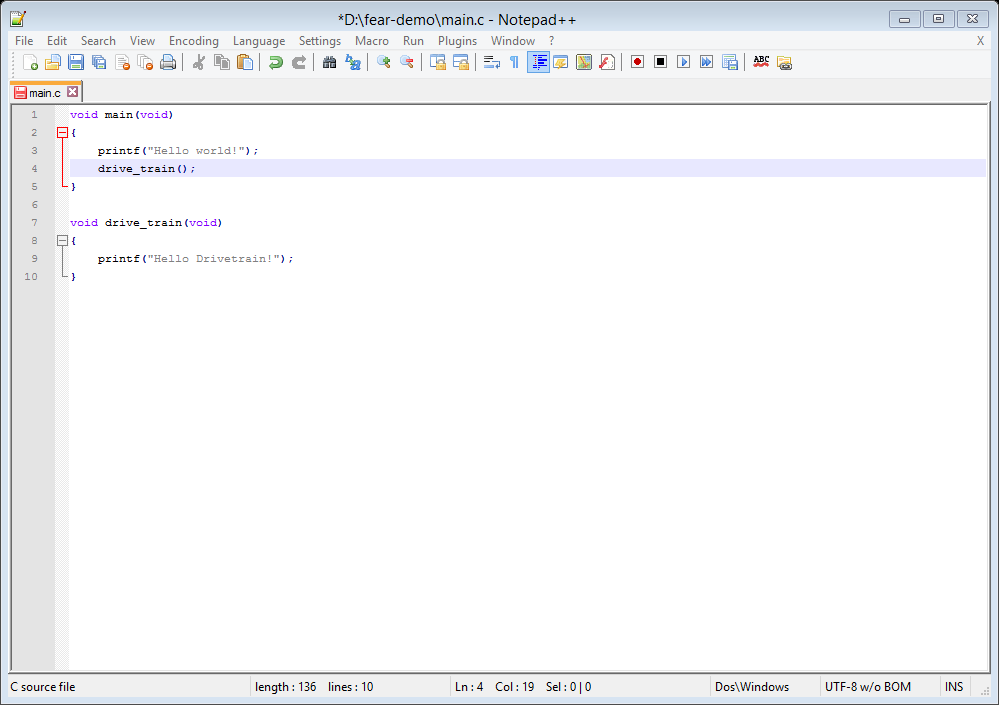 *D:\fear-demo\main.c - Notepad++
File Edit Search View Encoding Language Settings Macro Run Plugins Window ? X
ABC
main.c
1 void main(void)
2 {
3 printf("Hello world!");
4 drive_train();
5 }
6
7 void drive_train(void)
8 {
9 printf("Hello Drivetrain!");
10 }
C source file length : 136 lines : 10 Ln : 4 Col : 19 Sel : 0 | 0 Dos\Windows UTF-8 w/o BOM INS